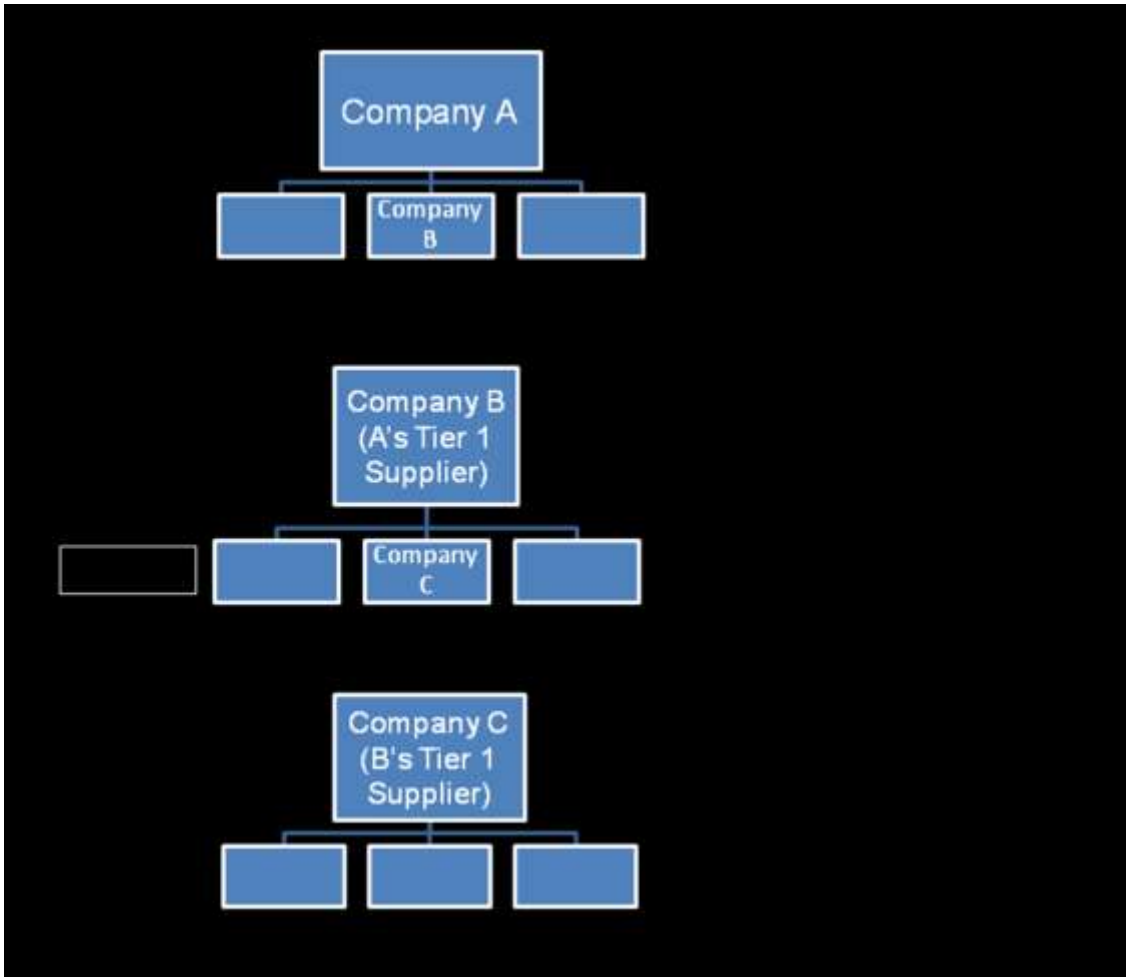 Company A
Company
B
Company B
(A's Tier 1
Supplier)
Company
C
Company C
(B's Tier 1
Supplier)